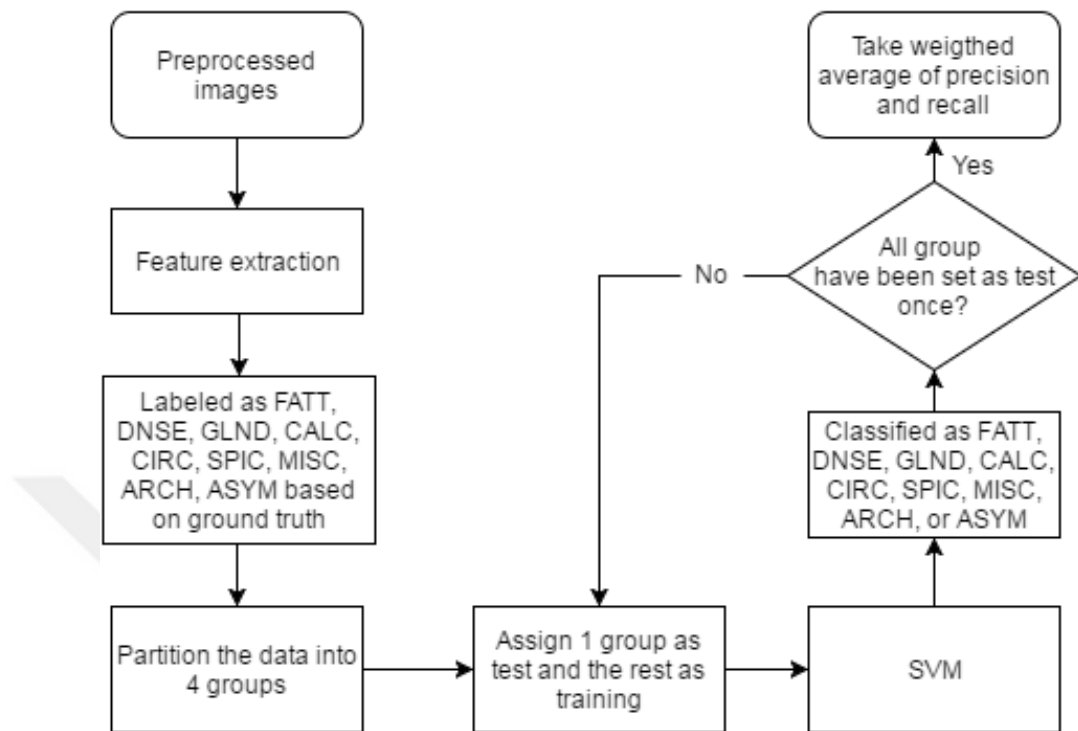 Preprocessed
images
Feature extraction
Labeled as FATT,
DNSE, GLND, CALC,
CIRC, SPIC, MISC,
ARCH, ASYM based
on ground truth
Partition the data into
4 groups
Assign 1 group as
test and the rest as
training
SVM
Classified as FATT,
DNSE, GLND, CALC,
CIRC, SPIC, MISC,
ARCH, or ASYM
All group
have been set as test
once?
No
Yes
Take weigthed
average of precision
and recall